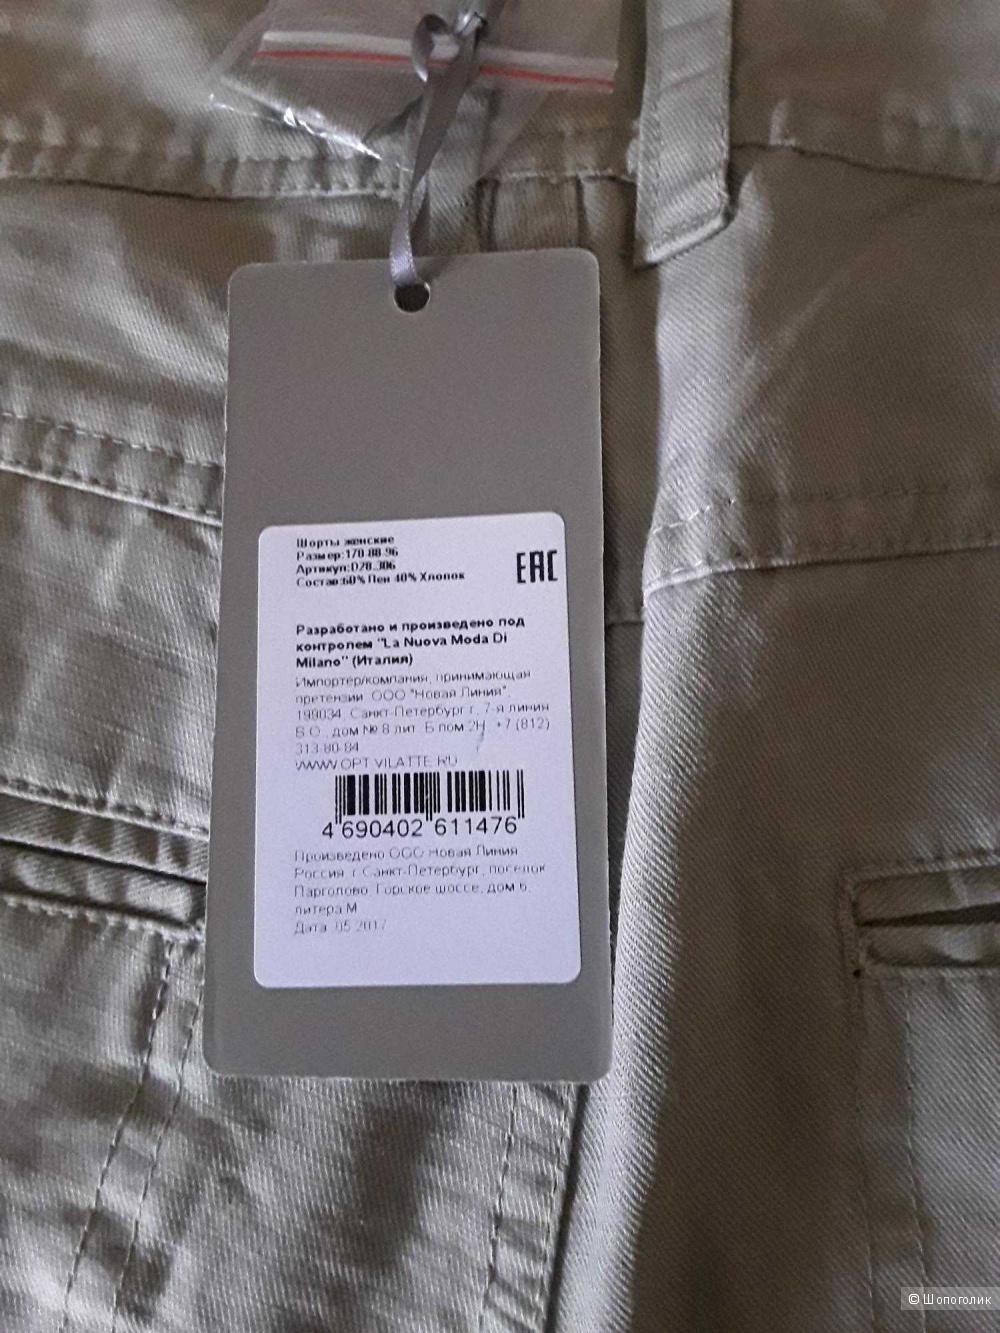 Шорты женские
Размер:170-88-96
Артикул:D28.306
Состав:60% Лен 40% Хлопок
EAC
Разработано и произведено под
контролем "La Nuova Moda Di
Milano" (Италия)
Импортер/компания, принимающая
претензии: ООО "Новая Линия",
199034, Санкт-Петербург г, 7-я линия
В.О., дом № 8 лит. Б пом 2Н, +7 (812)
313-80-84
WWW.OPT.VILATTE.RU
4 690402 611476
Произведено ООО Новая Линия
Россия, г.Санкт-Петербург, поселок
Парголово, Горское шоссе, дом 6,
литера М
Дата: 05.2017
© Шопоголик